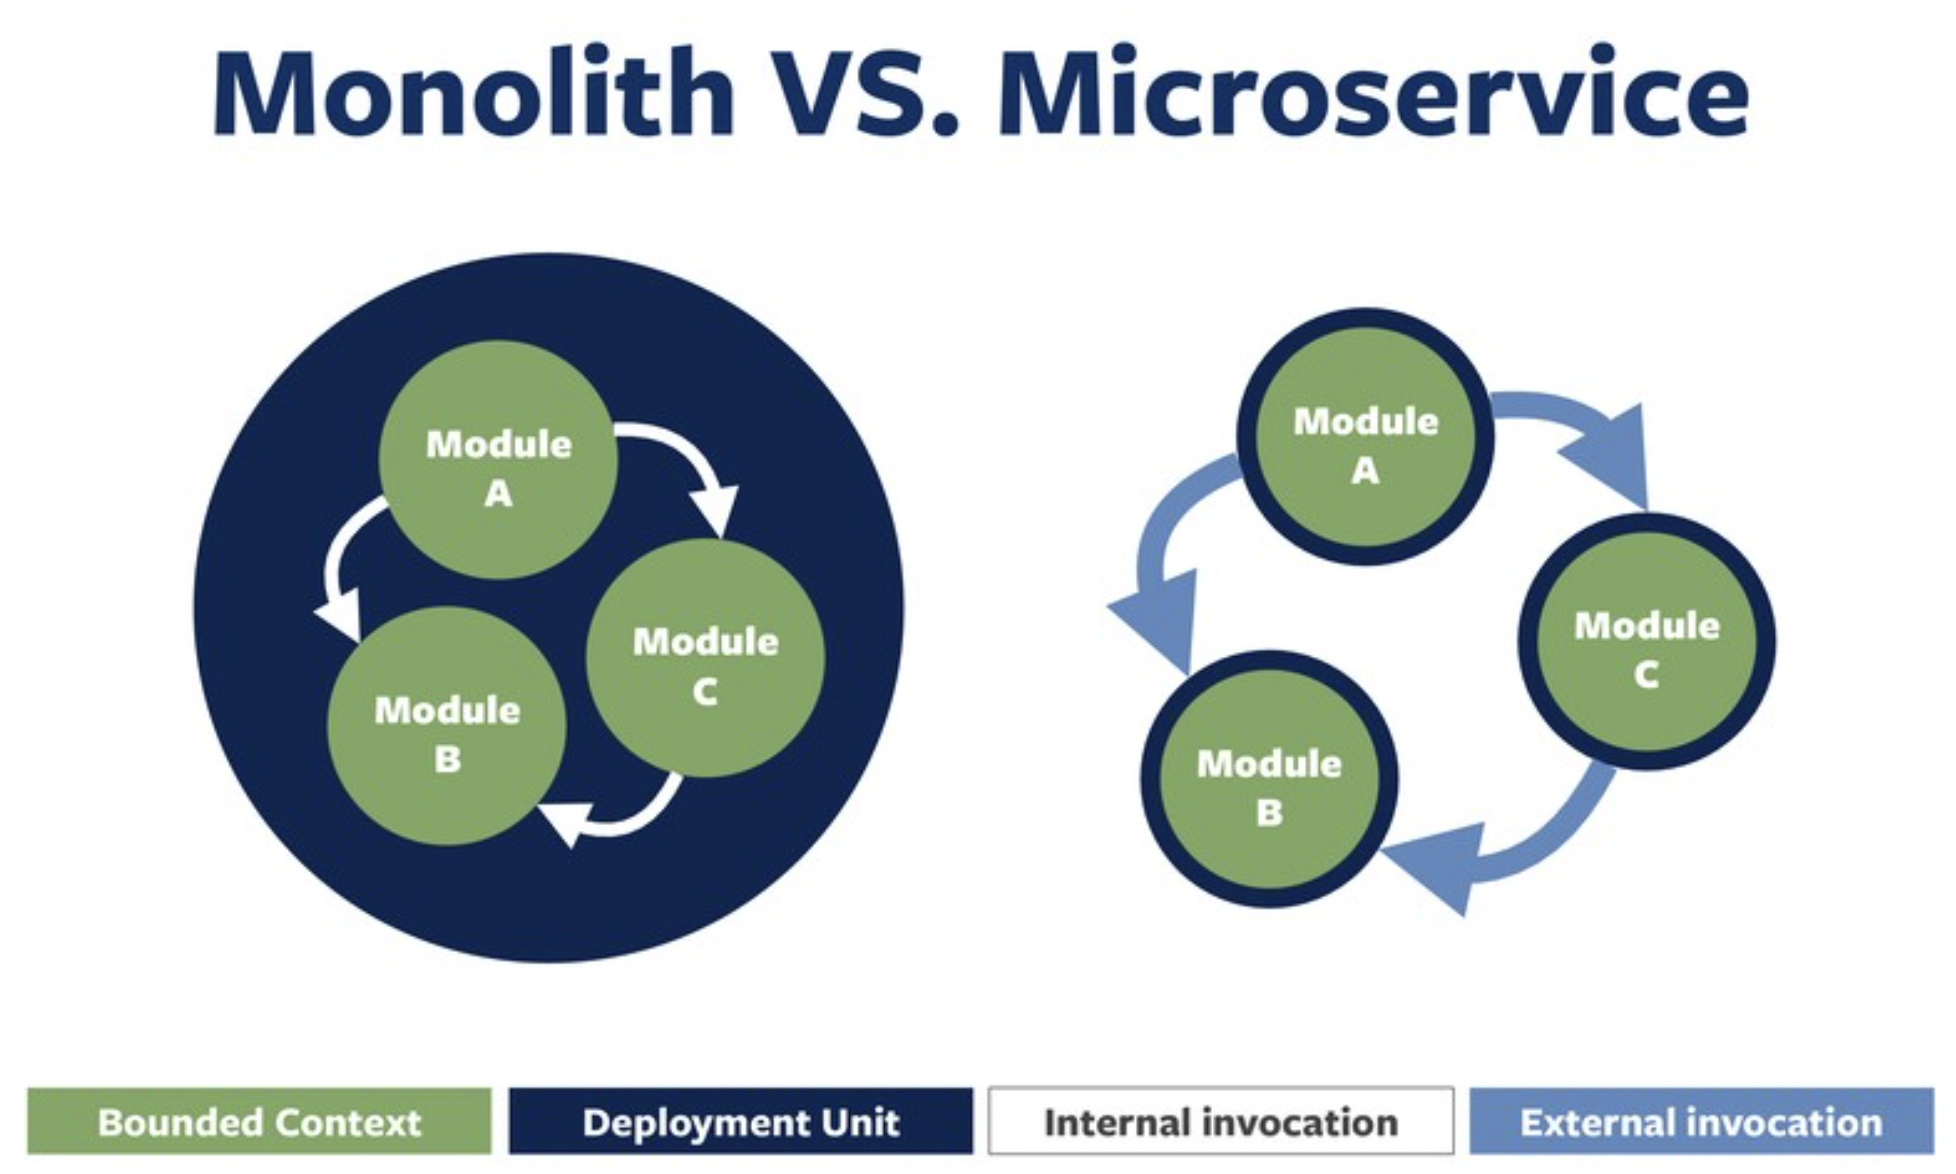 Monolith VS. Microservice
Module
A
Module
C
Module
B
Module
A
Module
C
Module
B
Bounded Context
Deployment Unit
Internal invocation
External invocation